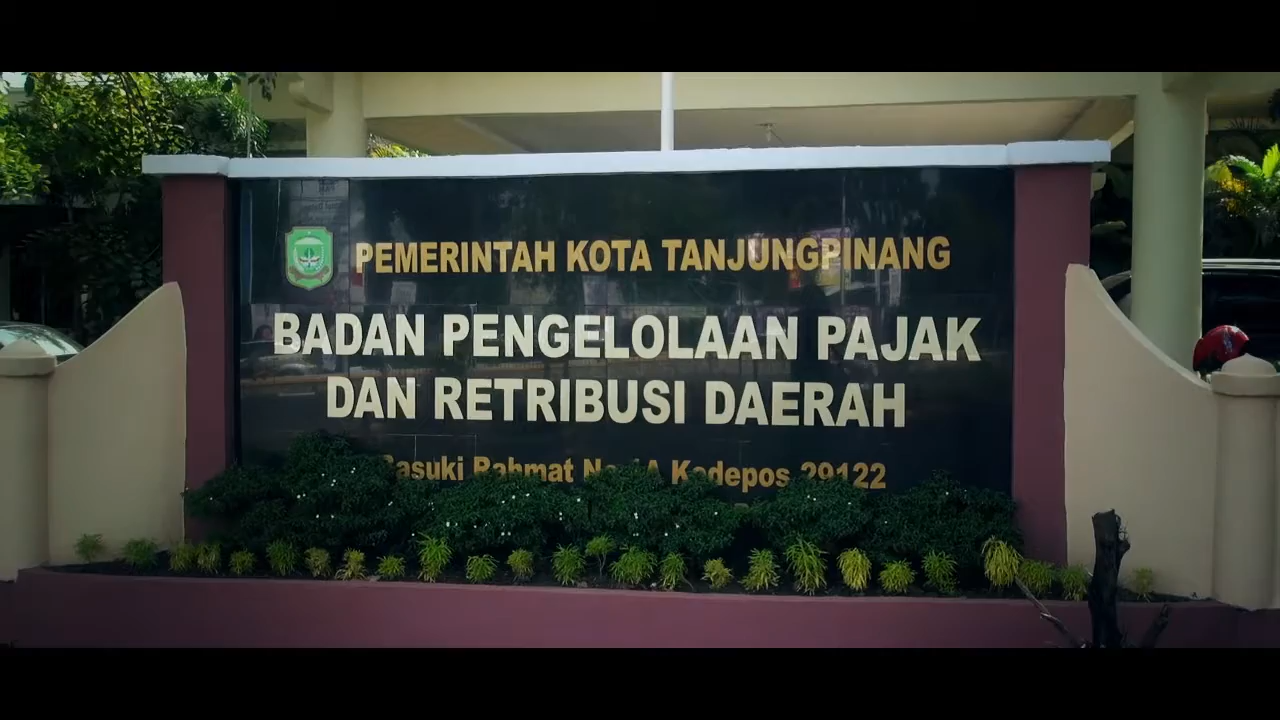 PEMERINTAH KOTA TANJUNGPINANG
BADAN PENGELOLAAN PAJAK
DAN RETRIBUSI DAERAH
Rahmat Kodepos 29122